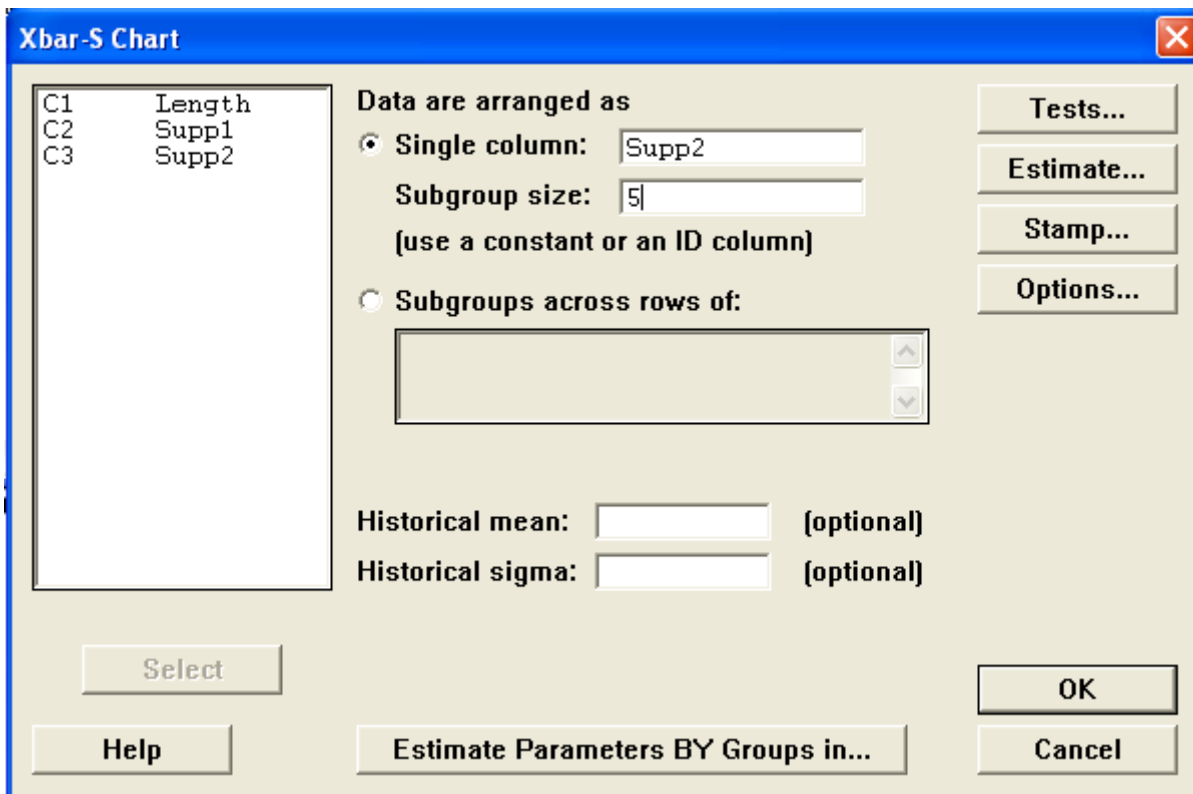 Xbar-S Chart
C1 Length
C2 Supp1
C3 Supp2
Data are arranged as
Single column: Supp2
Subgroup size: 5
(use a constant or an ID column)
Subgroups across rows of:
Historical mean: (optional)
Historical sigma: (optional)
Tests...
Estimate...
Stamp...
Options...
Select
OK
Help
Estimate Parameters BY Groups in...
Cancel